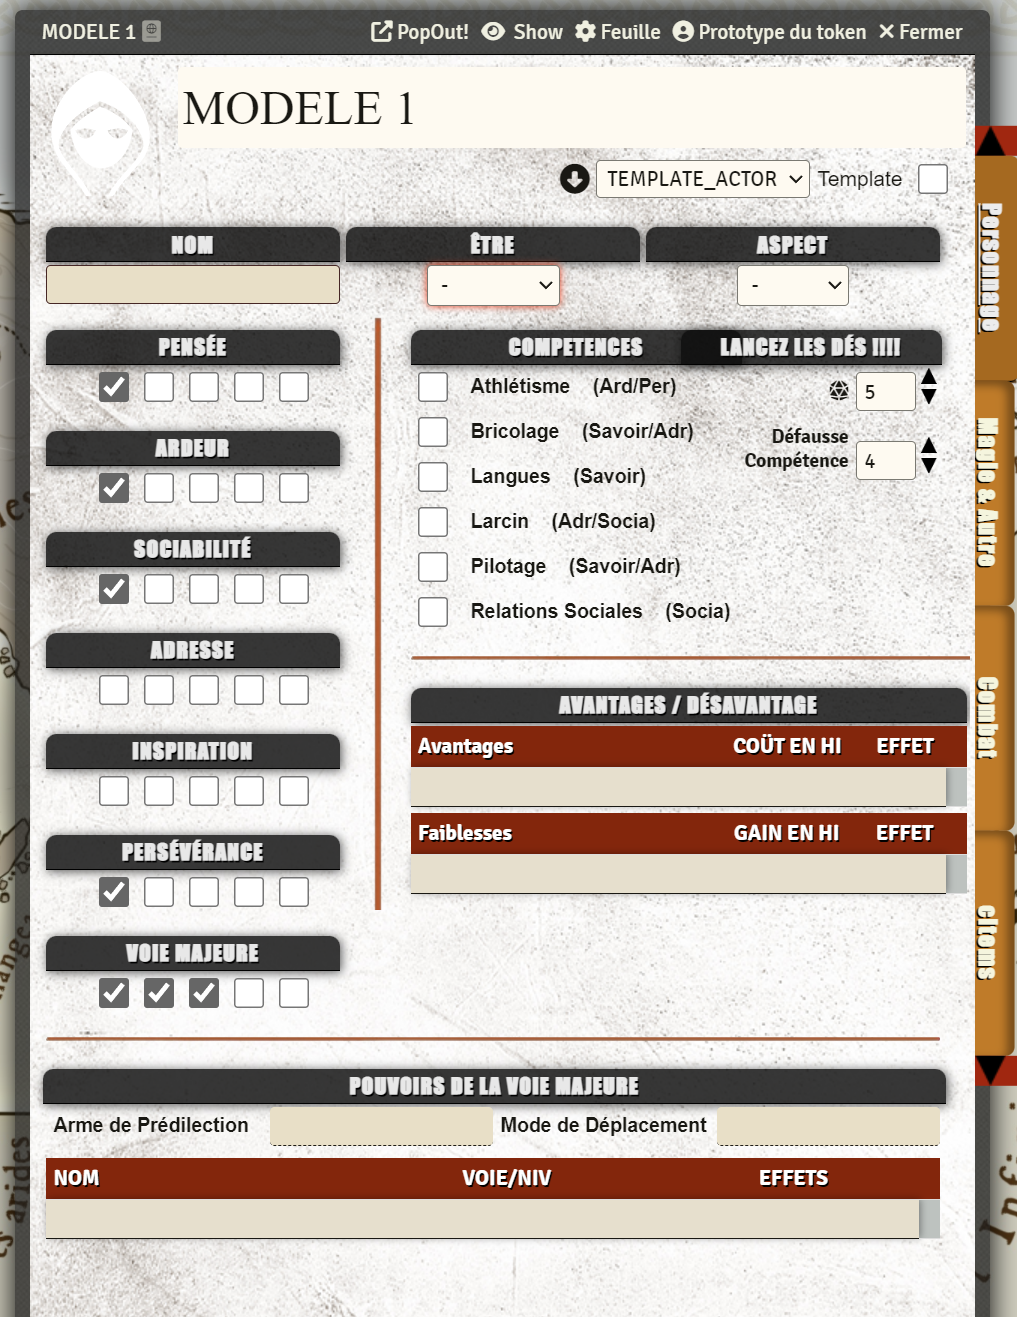 MODELE 1 PopOut! Show Feuille Prototype du token Fermer
MODELE 1
TEMPLATE_ACTOR Template
NOM ÊTRE ASPECT
- -
PENSÉE
ARDEUR
SOCIABILITÉ
ADRESSE
INSPIRATION
PERSÉVÉRANCE
VOIE MAJEURE
COMPETENCES LANCEZ LES DÉS !!!!
Athlétisme (Ard/Per) 5
Bricolage (Savoir/Adr)
Défausse
Compétence 4
Langues (Savoir)
Larcin (Adr/Socia)
Pilotage (Savoir/Adr)
Relations Sociales (Socia)
AVANTAGES / DÉSAVANTAGE
Avantages COÜT EN HI EFFET
Faiblesses GAIN EN HI EFFET
POUVOIRS DE LA VOIE MAJEURE
Arme de Prédilection Mode de Déplacement
NOM VOIE/NIV EFFETS
Personnage
Magie & Autre
Combat
citems
arides